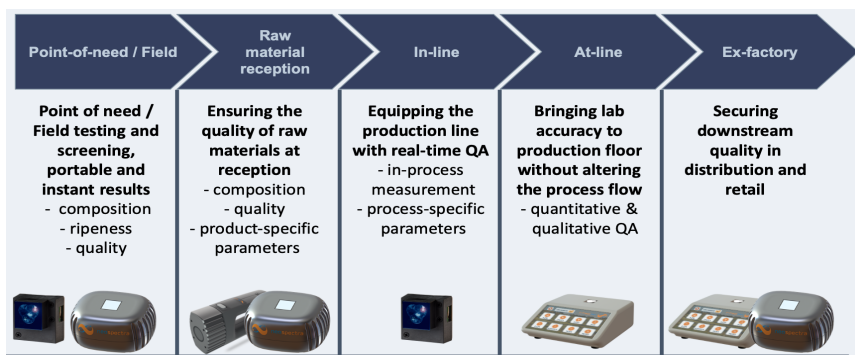 Point-of-need / Field
Raw
material
reception
In-line
At-line
Ex-factory
Point of need /
Field testing and
screening,
portable and
instant results
- composition
- ripeness
- quality
Ensuring the
quality of raw
materials at
reception
- composition
- quality
- product-specific
parameters
Equipping the
production line
with real-time QA
- in-process
measurement
- process-specific
parameters
Bringing lab
accuracy to
production floor
without altering
the process flow
- quantitative &
qualitative QA
Securing
downstream
quality in
distribution and
retail